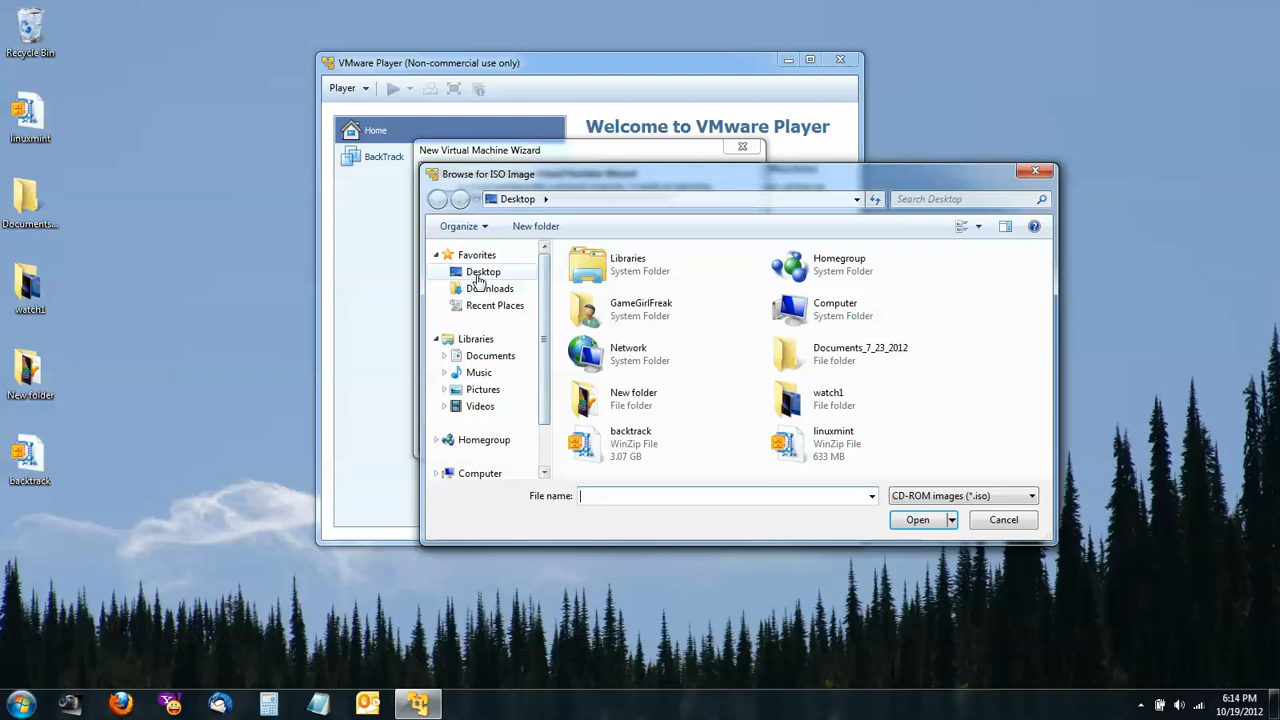 Recycle Bin
linuxmint
Documents...
watch1
New folder
backtrack
VMware Player (Non-commercial use only)
Player
Home
BackTrack
Welcome to VMware Player
New Virtual Machine Wizard
Browse for ISO Image
Desktop
Search Desktop
Organize
New folder
Favorites
Desktop
Downloads
Recent Places
Libraries
Documents
Music
Pictures
Videos
Homegroup
Computer
Libraries
System Folder
Homegroup
System Folder
GameGirlFreak
System Folder
Computer
System Folder
Network
System Folder
Documents_7_23_2012
File folder
New folder
File folder
watch1
File folder
backtrack
WinZip File
3.07 GB
linuxmint
WinZip File
633 MB
File name:
CD-ROM images (*.iso)
Open
Cancel
6:14 PM
10/19/2012